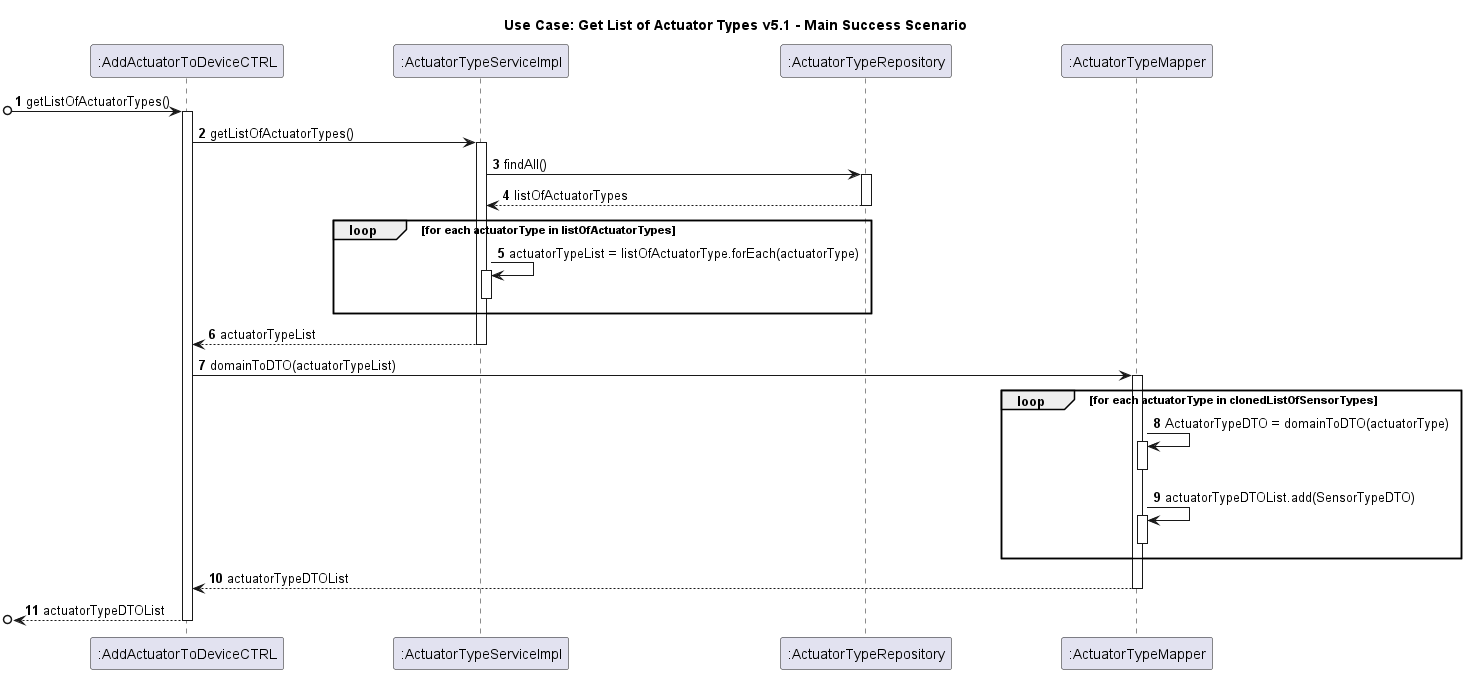 Use Case: Get List of Actuator Types v5.1 - Main Success Scenario
:AddActuatorToDeviceCTRL
:ActuatorTypeServiceImpl
:ActuatorTypeRepository
:ActuatorTypeMapper
1 getListOfActuatorTypes()
2 getListOfActuatorTypes()
3 findAll()
4 listOfActuatorTypes
loop [for each actuatorType in listOfActuatorTypes]
5 actuatorTypeList = listOfActuatorType.forEach(actuatorType)
6 actuatorTypeList
7 domainToDTO(actuatorTypeList)
loop [for each actuatorType in clonedListOfSensorTypes]
8 ActuatorTypeDTO = domainToDTO(actuatorType)
9 actuatorTypeDTOList.add(SensorTypeDTO)
10 actuatorTypeDTOList
11 actuatorTypeDTOList
:AddActuatorToDeviceCTRL
:ActuatorTypeServiceImpl
:ActuatorTypeRepository
:ActuatorTypeMapper